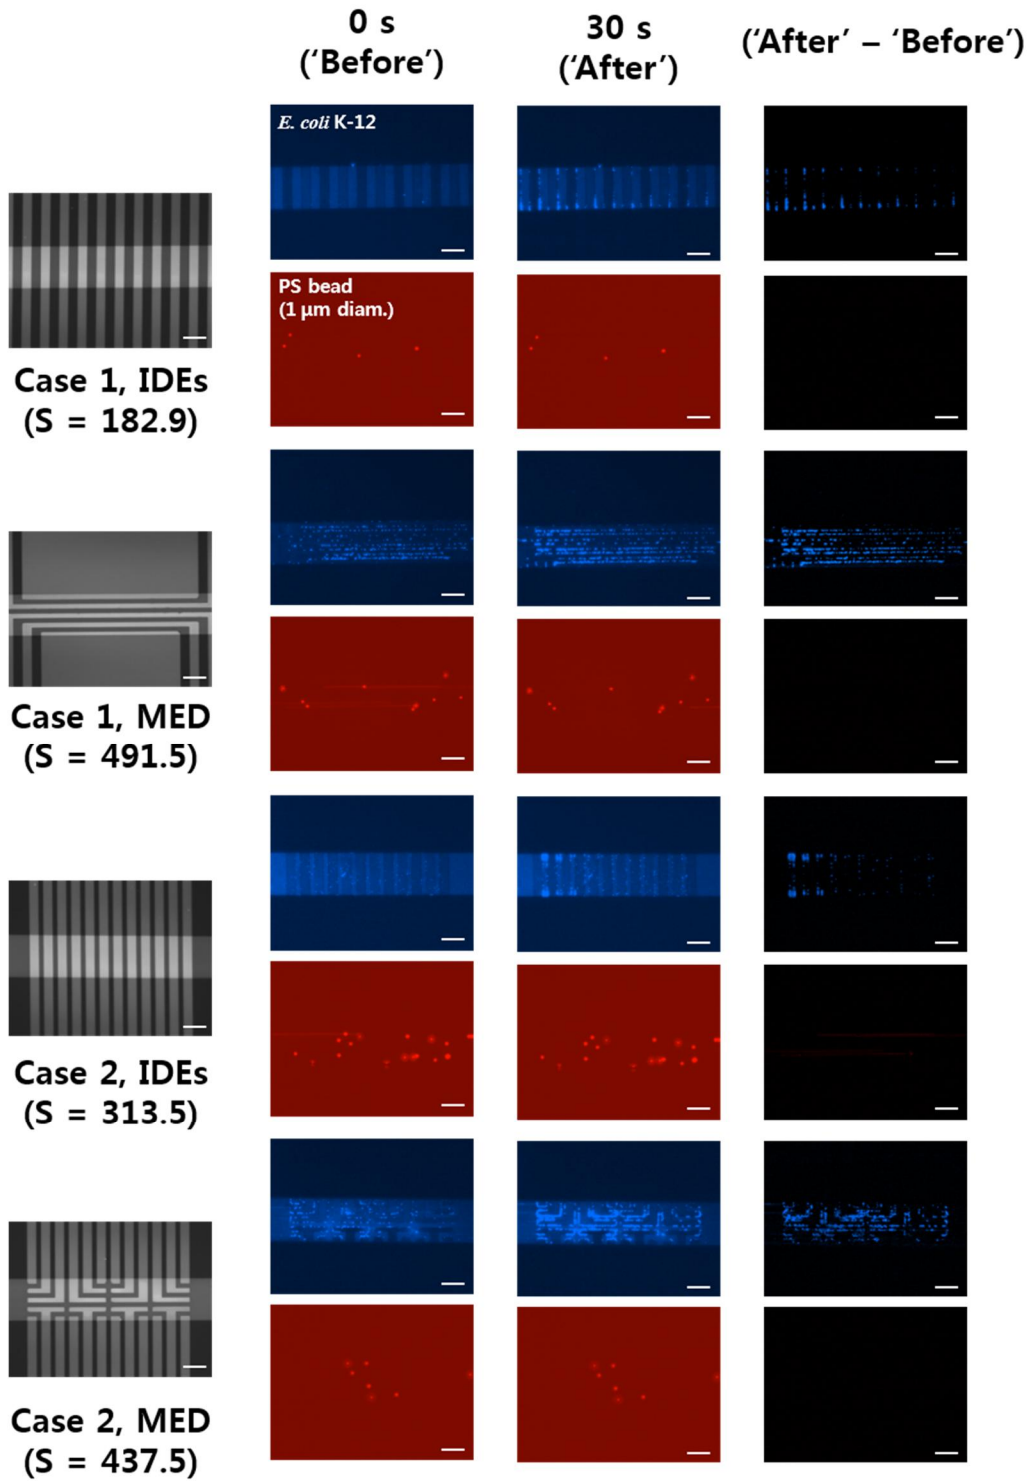 0 s
(‘Before’)
30 s
(‘After’)
(‘After’ – ‘Before’)
E. coli K-12
PS bead
(1 μm diam.)
Case 1, IDEs
(S = 182.9)
Case 1, MED
(S = 491.5)
Case 2, IDEs
(S = 313.5)
Case 2, MED
(S = 437.5)